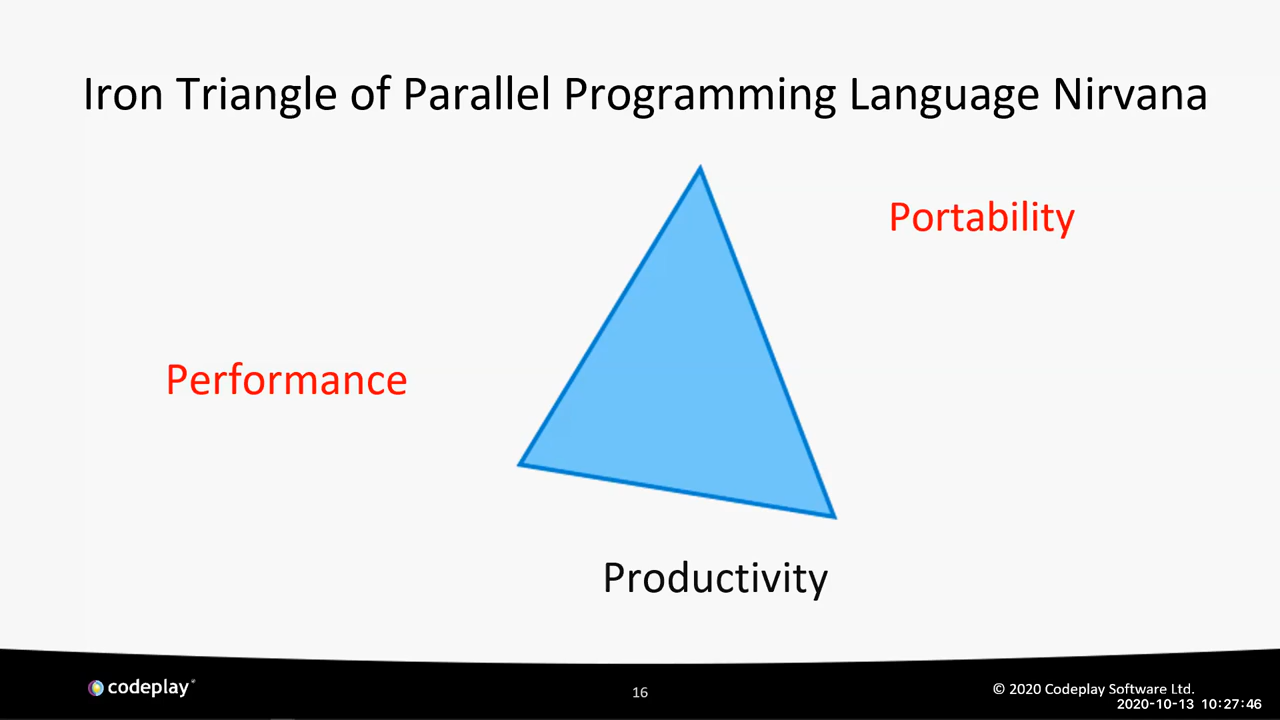 Iron Triangle of Parallel Programming Language Nirvana
Portability
Performance
Productivity
codeplay®
16
© 2020 Codeplay Software Ltd.
2020-10-13 10:27:46